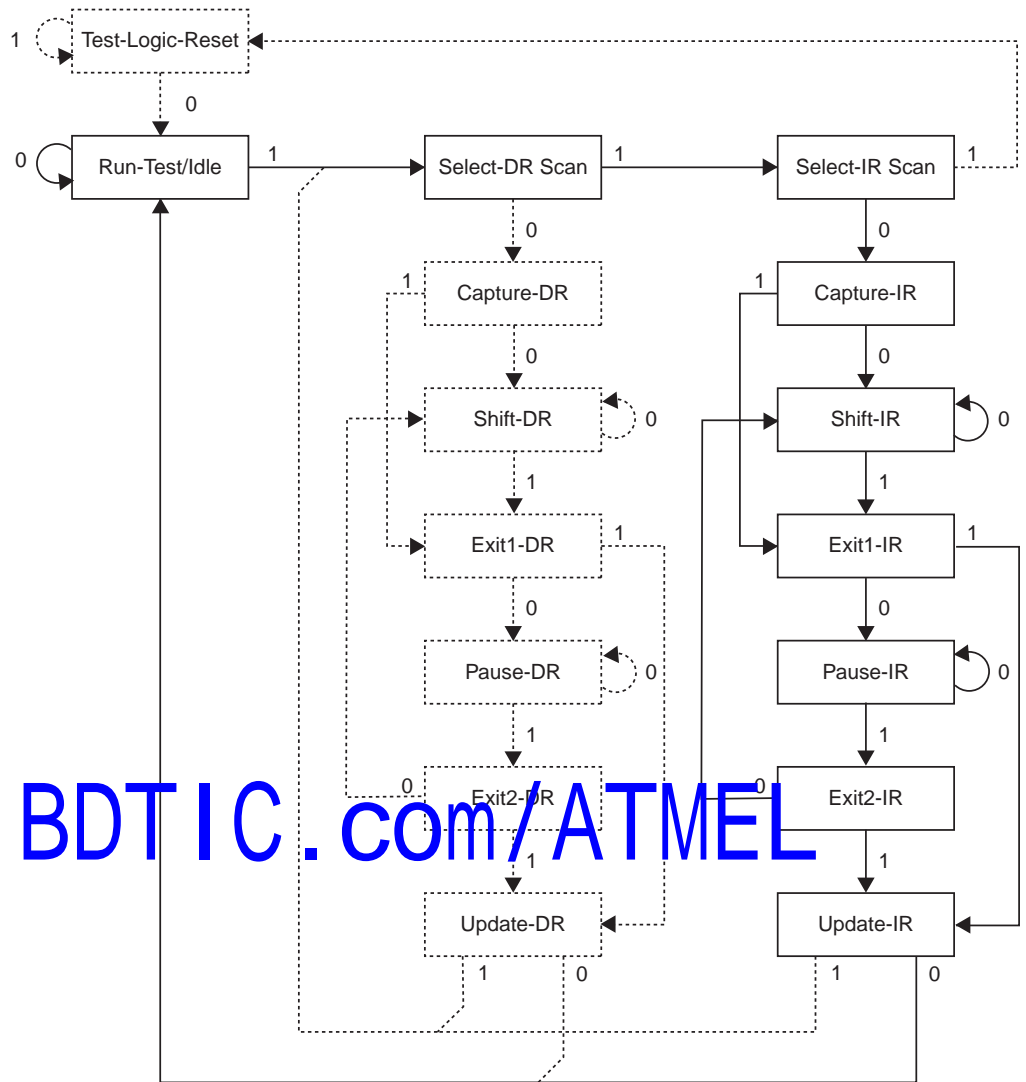 1 Test-Logic-Reset
0
0 Run-Test/Idle 1 Select-DR Scan 1 Select-IR Scan 1
0 0
1 Capture-DR 1 Capture-IR
0 0
Shift-DR 0 Shift-IR 0
1 1
Exit1-DR 1 Exit1-IR 1
0 0
Pause-DR 0 Pause-IR 0
1 1
0 Exit2-DR 0 Exit2-IR
BDTIC.com/ATMEL
1 1
Update-DR Update-IR
1 0 1 0